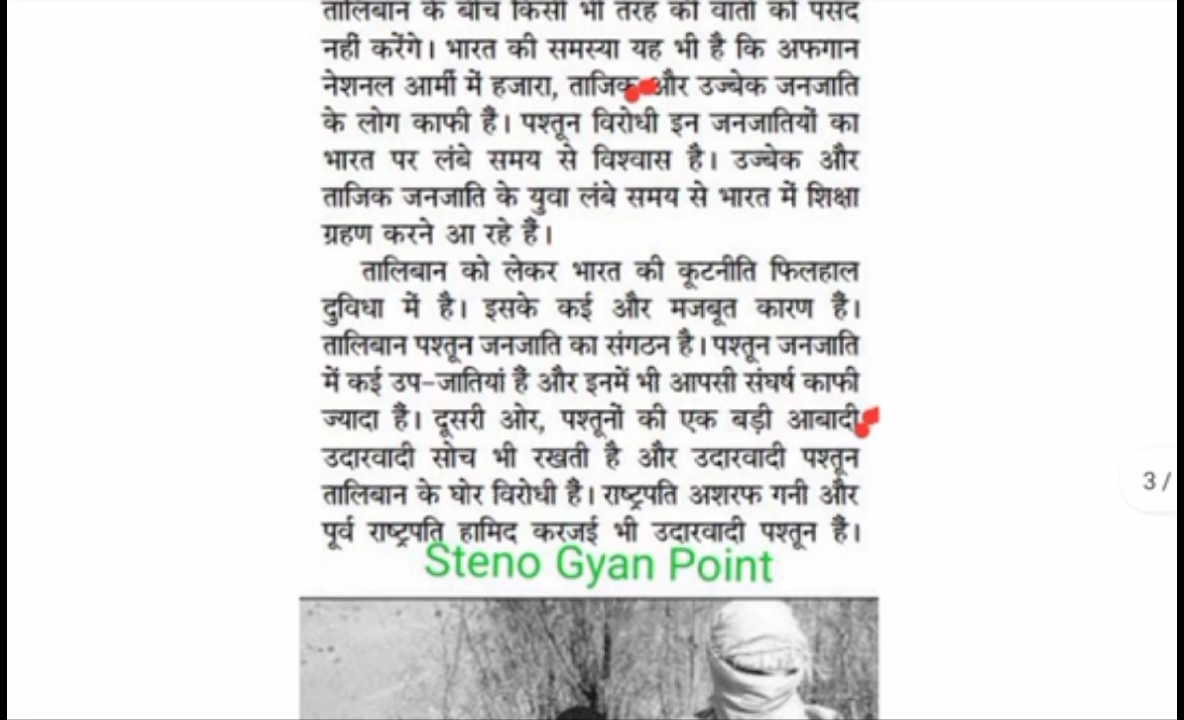 तालिबान के बीच किसी भी तरह की वार्ता को पसंद
नहीं करेंगे। भारत की समस्या यह भी है कि अफगान
नेशनल आर्मी में हजारा, ताजिक और उज्बेक जनजाति
के लोग काफी हैं। पश्तून विरोधी इन जनजातियों का
भारत पर लंबे समय से विश्वास है। उज्बेक और
ताजिक जनजाति के युवा लंबे समय से भारत में शिक्षा
ग्रहण करने आ रहे हैं।
तालिबान को लेकर भारत की कूटनीति फिलहाल
दुविधा में है। इसके कई और मजबूत कारण है।
तालिबान पश्तून जनजाति का संगठन है। पश्तून जनजाति
में कई उप-जातियां हैं और इनमें भी आपसी संघर्ष काफी
ज्यादा हैं। दूसरी ओर, पश्तूनों की एक बड़ी आबादी
उदारवादी सोच भी रखती है और उदारवादी पश्तून
तालिबान के घोर विरोधी है। राष्ट्रपति अशरफ गनी और
पूर्व राष्ट्रपति हामिद करजई भी उदारवादी पश्तून है।
Steno Gyan Point
3 /